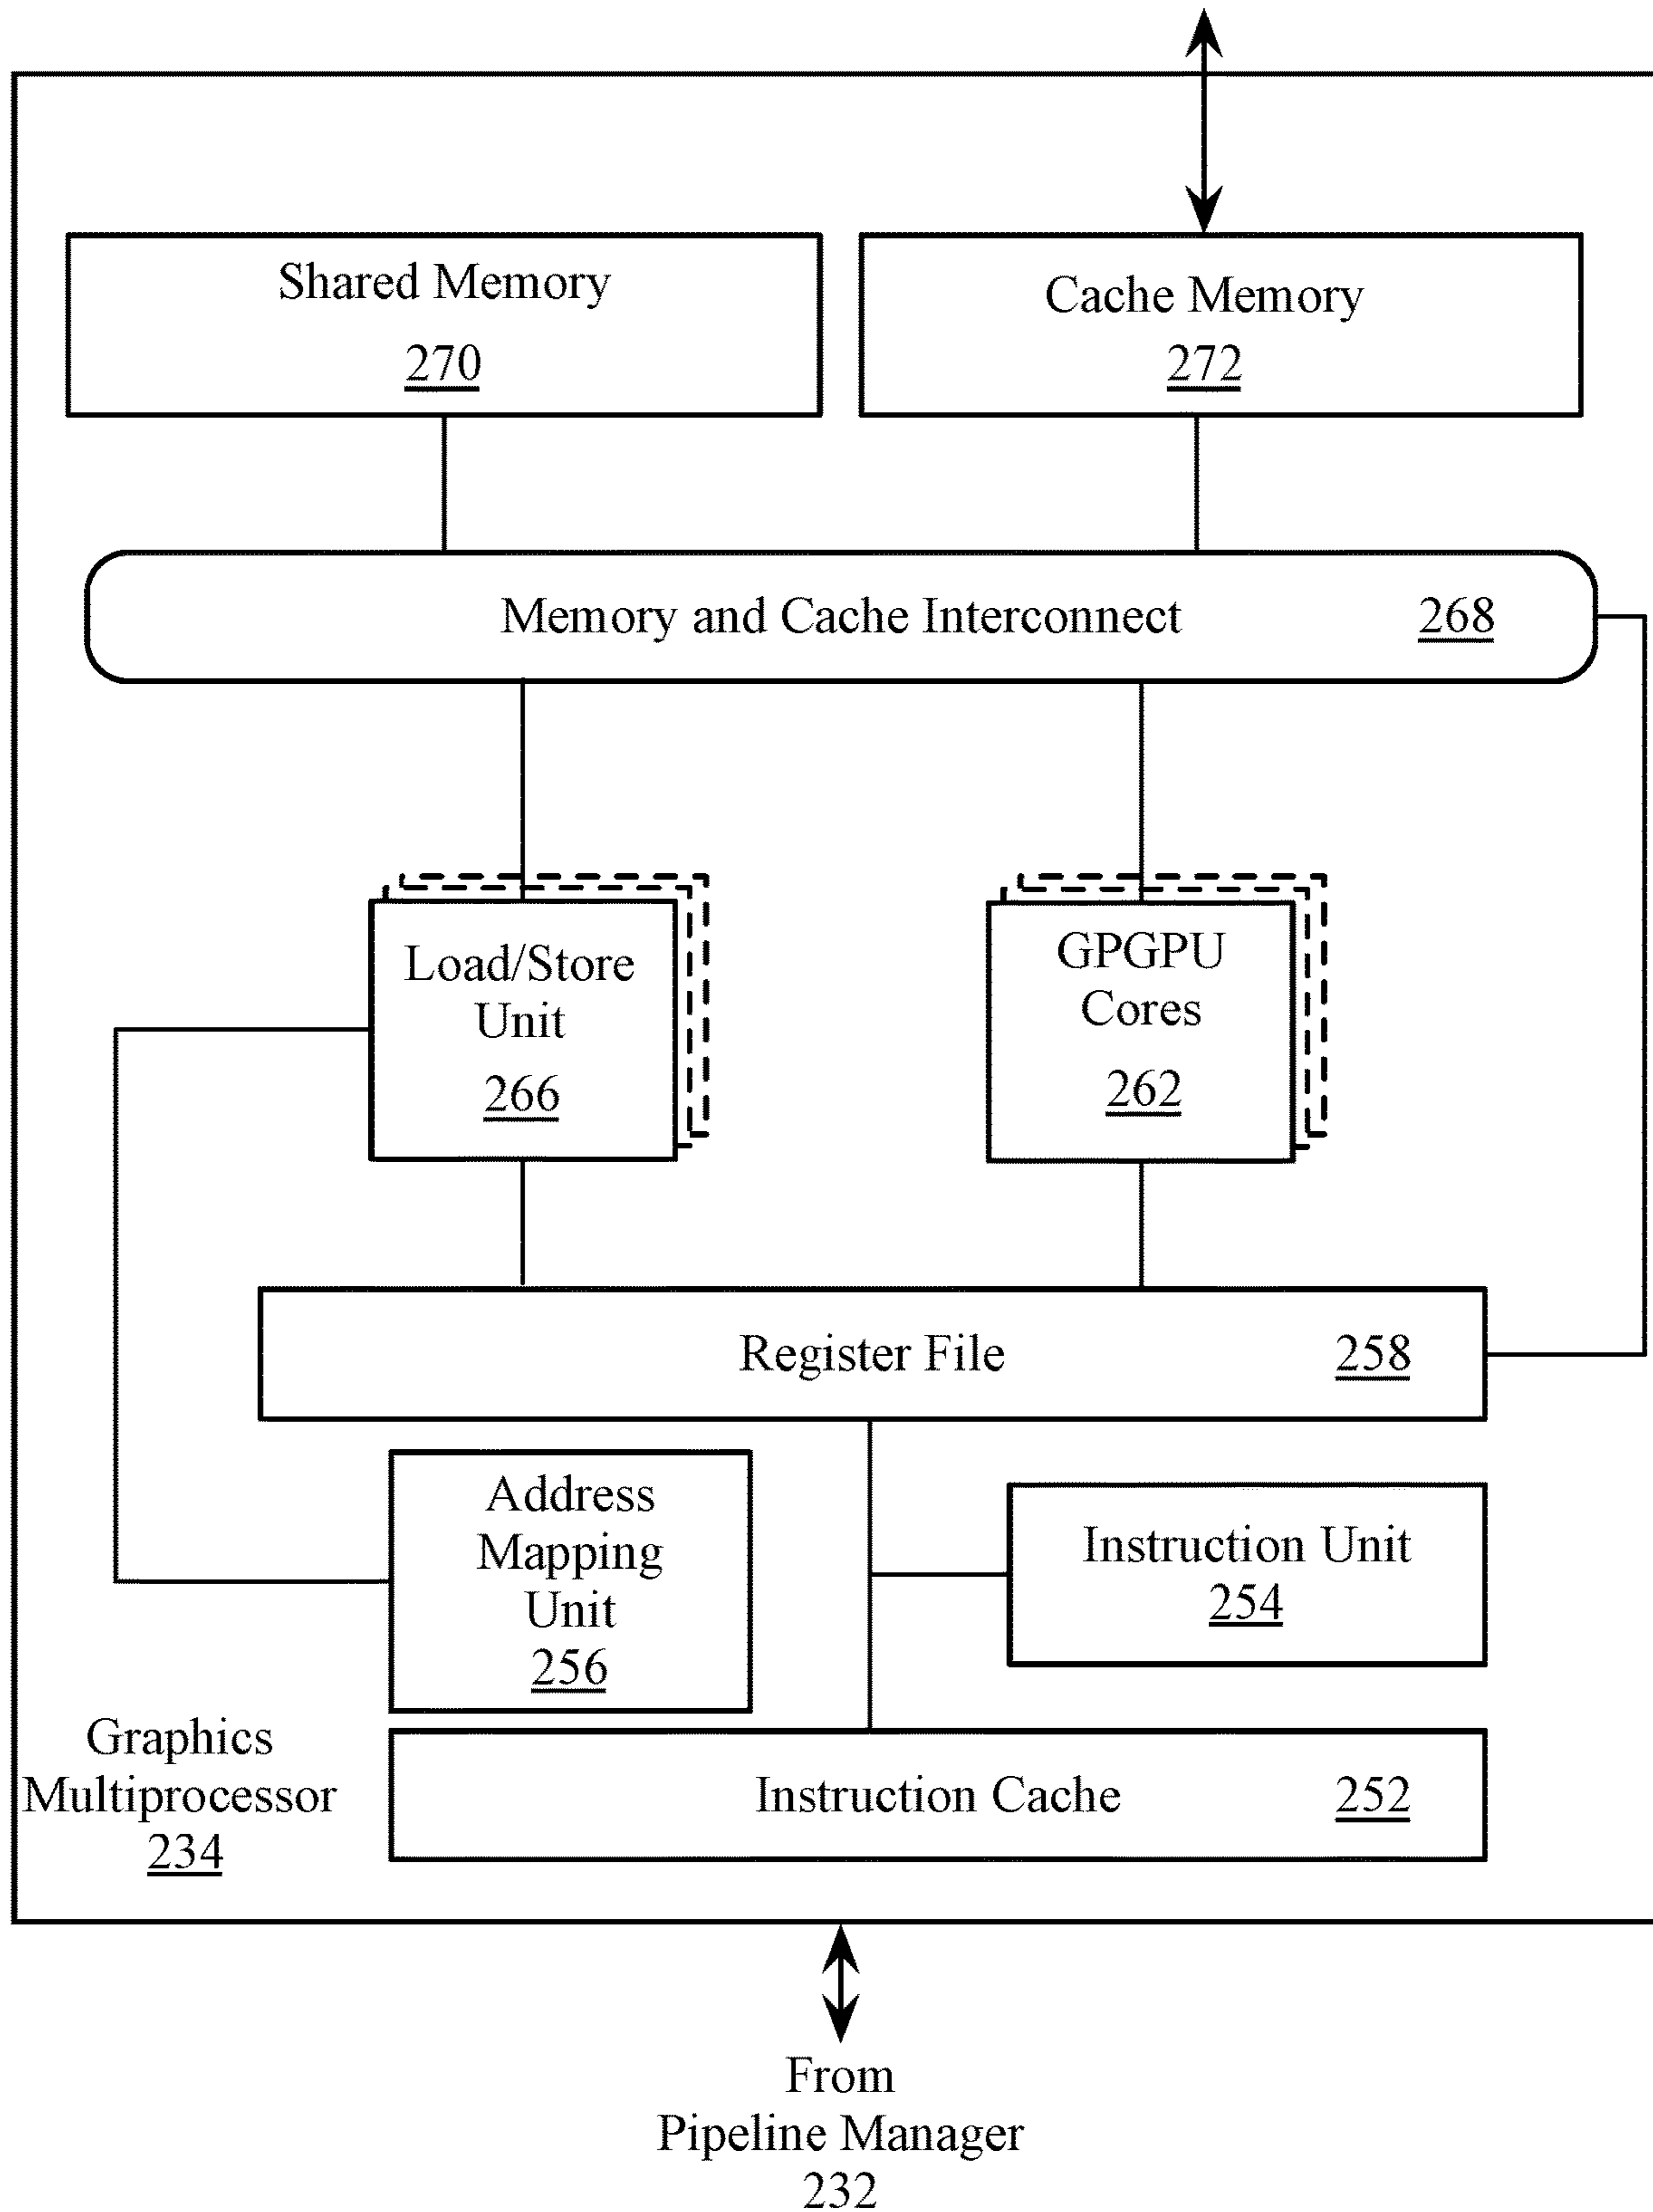 Shared Memory
270
Cache Memory
272
Memory and Cache Interconnect 268
Load/Store
Unit
266
GPGPU
Cores
262
Register File 258
Address
Mapping
Unit
256
Instruction Unit
254
Graphics
Multiprocessor
234
Instruction Cache 252
From
Pipeline Manager
232